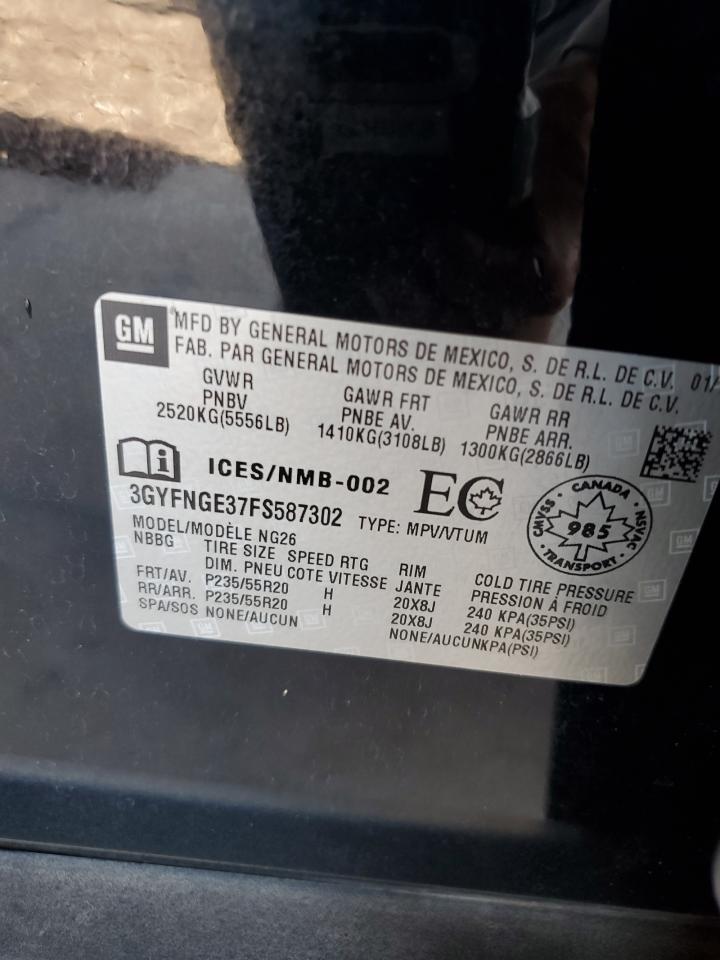 GM
MFD BY GENERAL MOTORS DE MEXICO, S. DE R.L. DE C.V. 01/
FAB. PAR GENERAL MOTORS DE MEXICO, S. DE R.L. DE C.V.
GVWR GAWR FRT GAWR RR
PNBV PNBE AV. PNBE ARR.
2520KG(5556LB) 1410KG(3108LB) 1300KG(2866LB)
i ICES/NMB-002 EC
3GYFNGE37FS587302 TYPE: MPV/VTUM
CANADA
CMVSS 985 NSVAC
• TRANSPORT •
MODEL/MODÈLE NG26
NBBG TIRE SIZE SPEED RTG RIM COLD TIRE PRESSURE
DIM. PNEU COTE VITESSE JANTE PRESSION À FROID
FRT/AV. P235/55R20 H 20X8J 240 KPA(35PSI)
RR/ARR. P235/55R20 H 20X8J 240 KPA(35PSI)
SPA/SOS NONE/AUCUN NONE/AUCUNKPA(PSI)